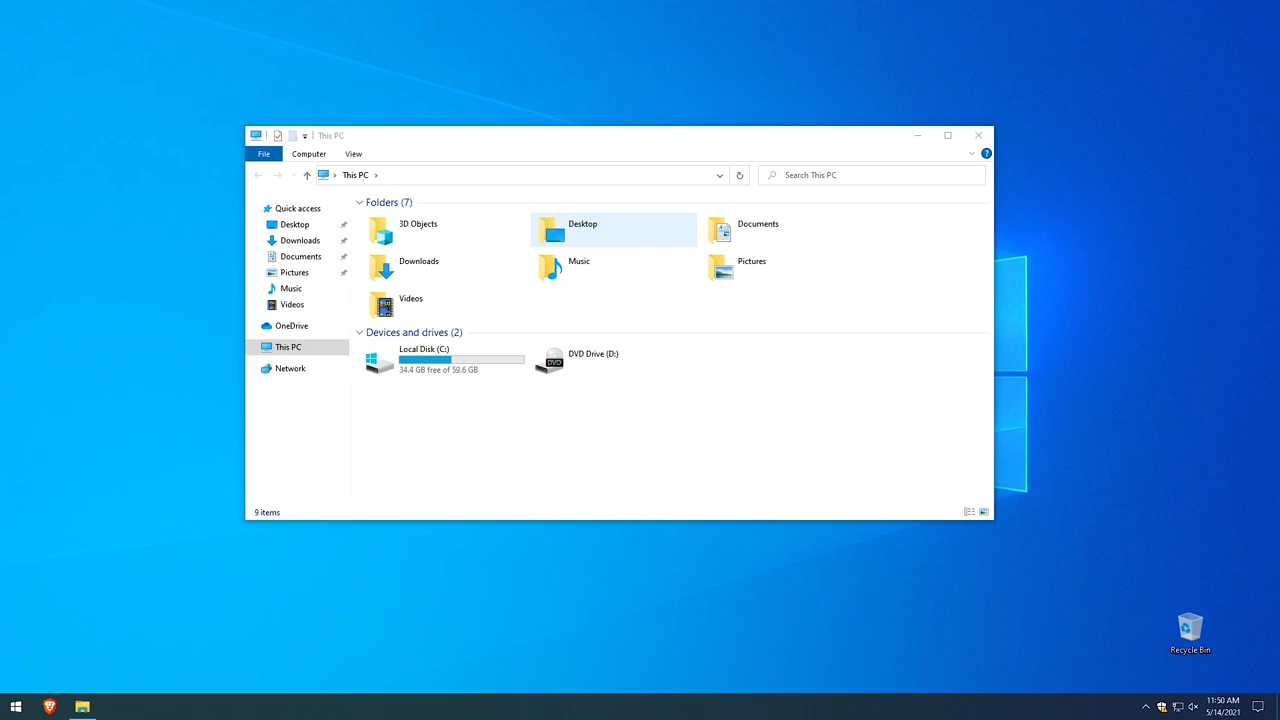 This PC
File Computer View
This PC
Search This PC
Quick access
Desktop
Downloads
Documents
Pictures
Music
Videos
OneDrive
This PC
Network
Folders (7)
3D Objects
Desktop
Documents
Downloads
Music
Pictures
Videos
Devices and drives (2)
Local Disk (C:)
34.4 GB free of 59.6 GB
DVD
DVD Drive (D:)
9 items
Recycle Bin
11:50 AM
5/14/2021